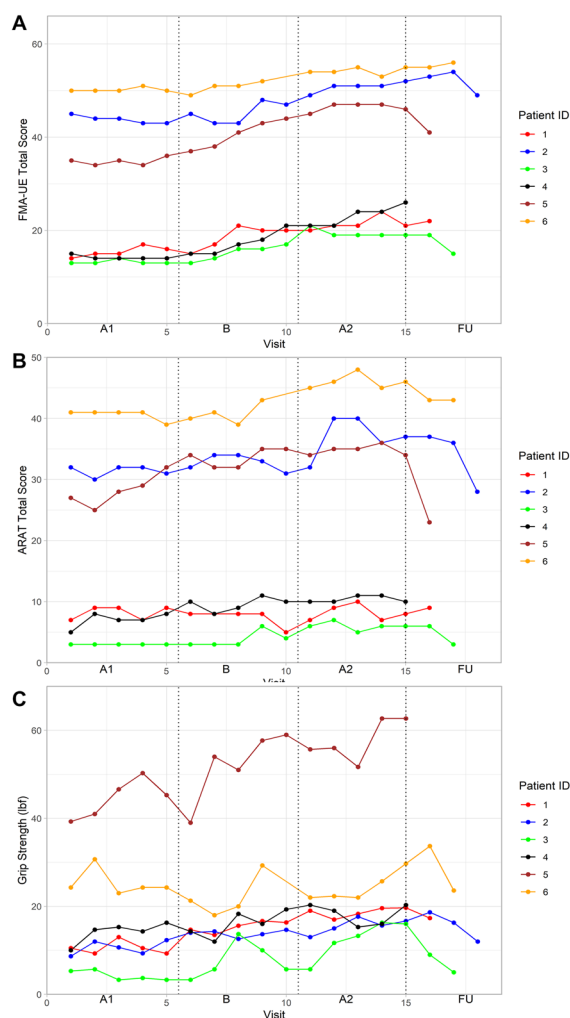 A
60
40
20
0
FMA-UE Total Score
0 5 10 15
A1 B A2 FU
Visit
Patient ID
1
2
3
4
5
6
B
50
40
30
20
10
0
ARAT Total Score
0 5 10 15
A1 B A2 FU
Visit
Patient ID
1
2
3
4
5
6
C
60
40
20
0
Grip Strength (lbf)
0 5 10 15
A1 B A2 FU
Visit
Patient ID
1
2
3
4
5
6